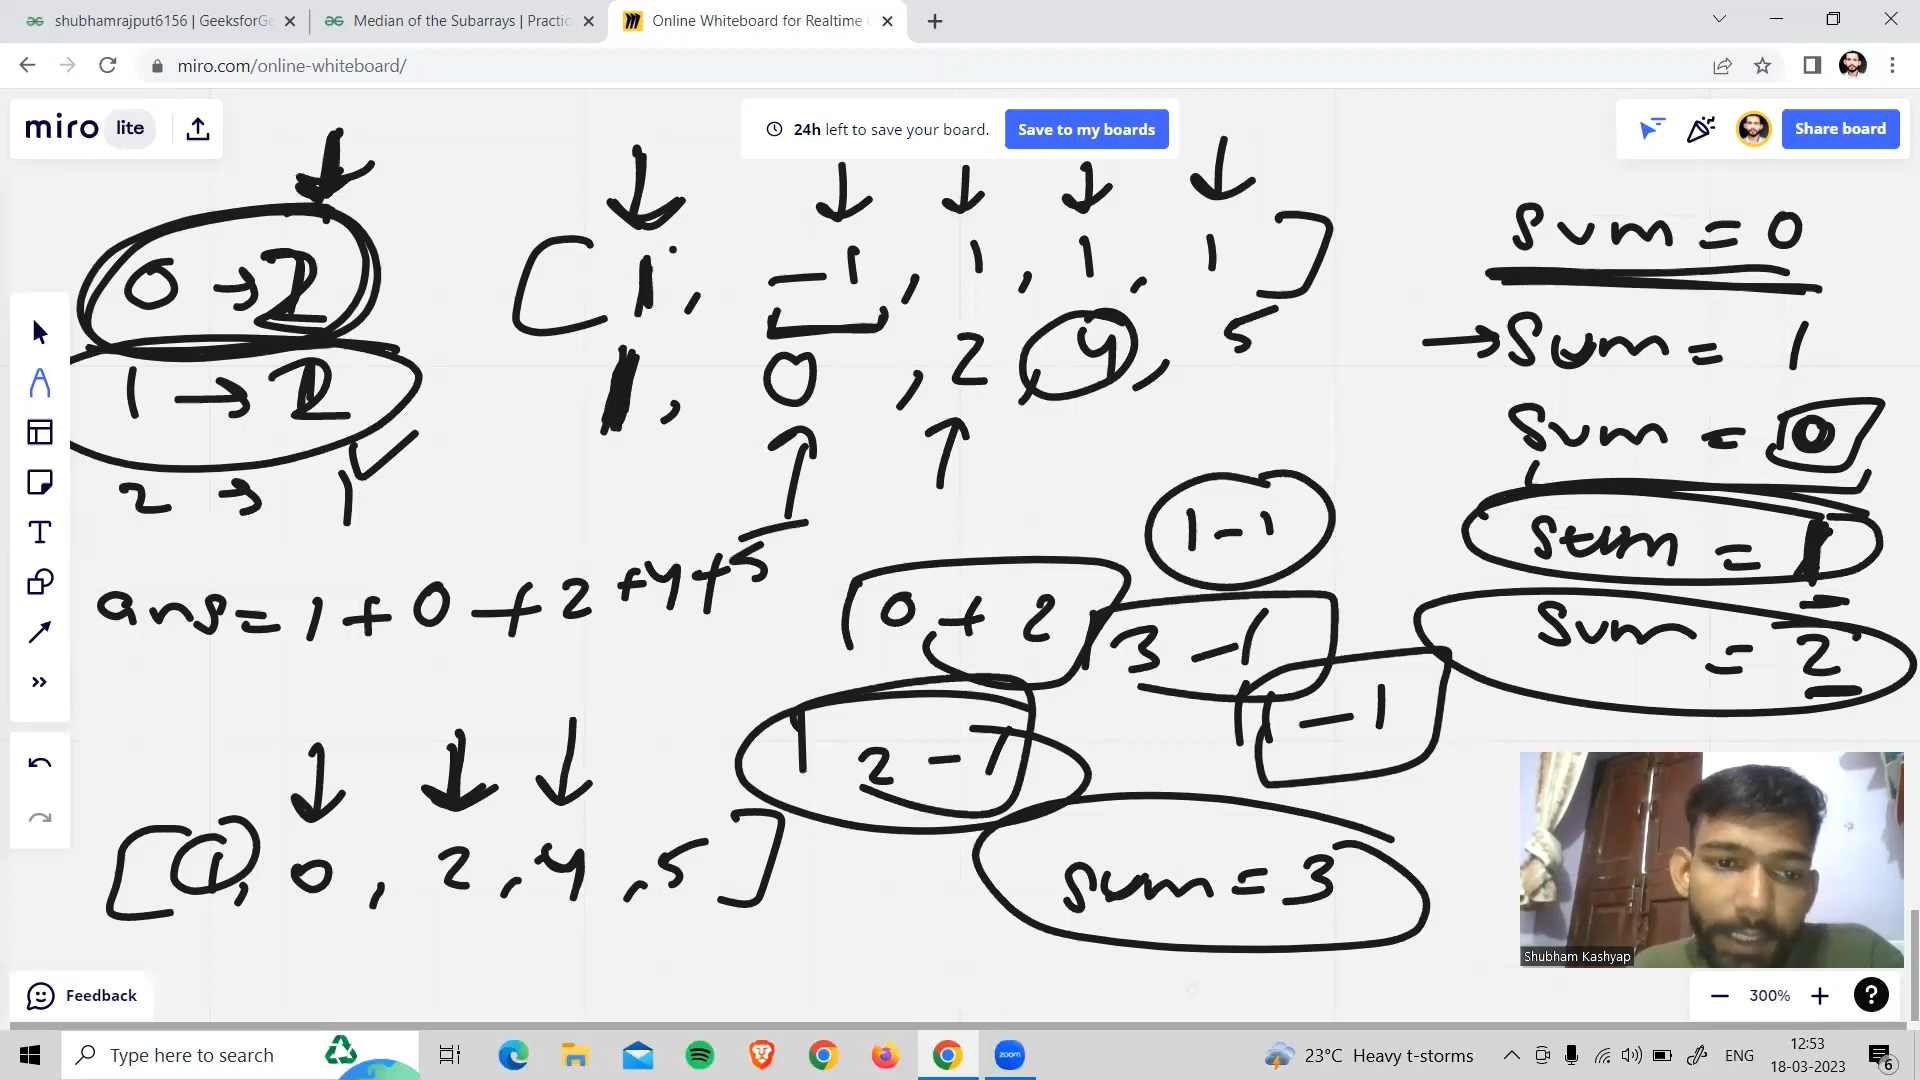 shubhamrajput6156 | GeeksforGe
Median of the Subarrays | Practic
Online Whiteboard for Realtime C
miro.com/online-whiteboard/
miro lite
24h left to save your board.
Save to my boards
Share board
0 → 2
1 → 2
2 → 1
[ 1, -1, 1, 1, 1 ]
1, 0, 2, 4, 5
sum = 0
→ sum = 1
sum = 0
sum = 1
sum = 2
1-1
ans = 1+0+2+4+5
0+2
3-1
1-1
2-1
[1, 0, 2, 4, 5]
sum = 3
Shubham Kashyap
T
Feedback
300%
?
Type here to search
zoom
23°C Heavy t-storms
ENG
12:53
18-03-2023
6